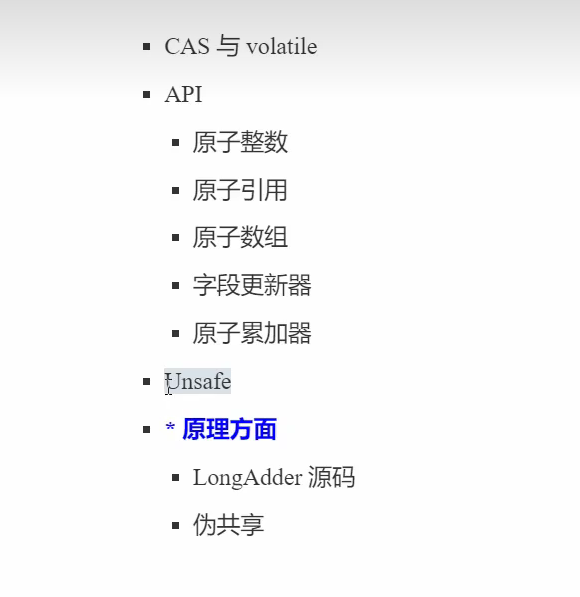 CAS 与 volatile
API
原子整数
原子引用
原子数组
字段更新器
原子累加器
Unsafe
* 原理方面
LongAdder 源码
伪共享